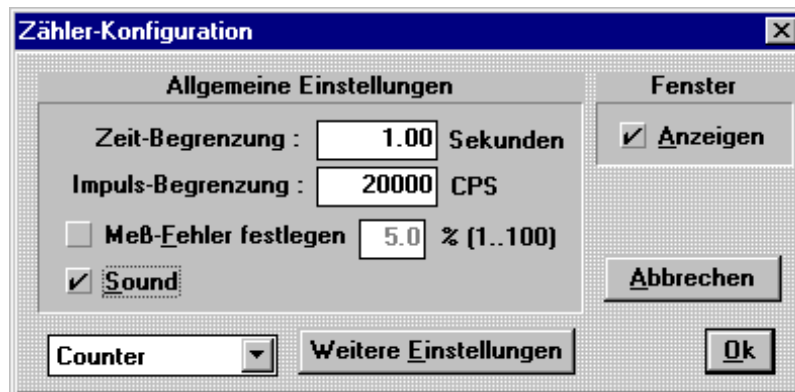 Zähler-Konfiguration
Allgemeine Einstellungen
Fenster
Zeit-Begrenzung : 1.00 Sekunden
Anzeigen
Impuls-Begrenzung : 20000 CPS
Meß-Fehler festlegen 5.0 % (1..100)
Sound
Abbrechen
Counter
Weitere Einstellungen
Ok